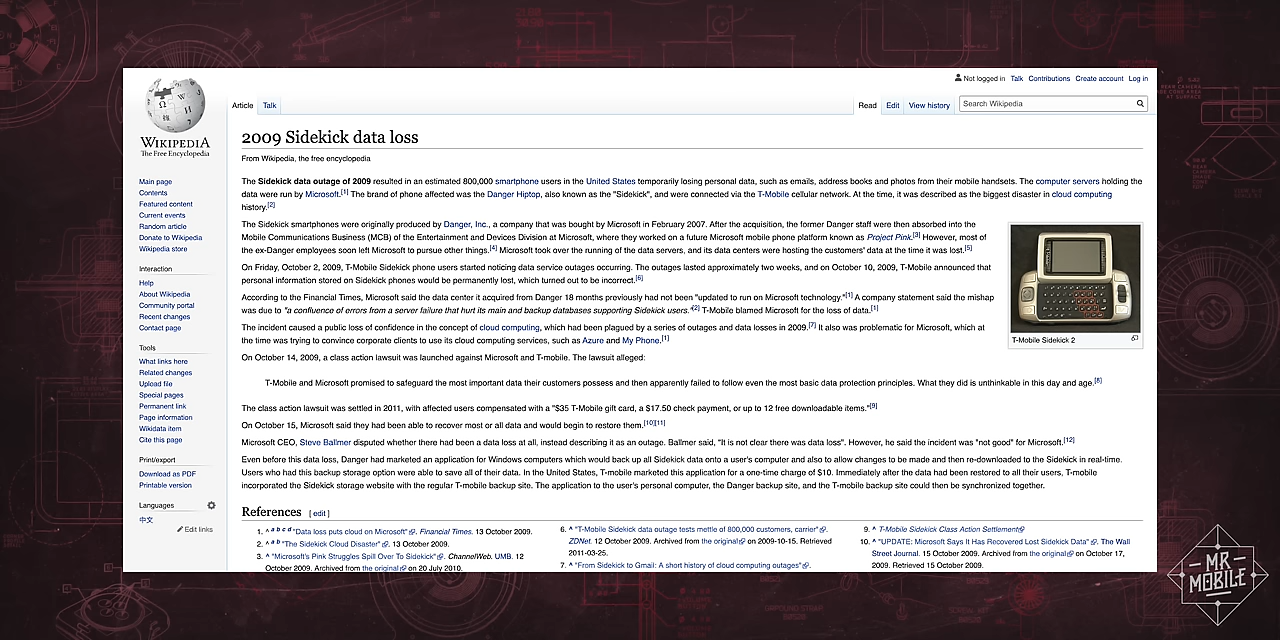 Not logged in Talk Contributions Create account Log in
Article Talk
Read Edit View history Search Wikipedia
WIKIPEDIA
The Free Encyclopedia
Main page
Contents
Featured content
Current events
Random article
Donate to Wikipedia
Wikipedia store
Interaction
Help
About Wikipedia
Community portal
Recent changes
Contact page
Tools
What links here
Related changes
Upload file
Special pages
Permanent link
Page information
Wikidata item
Cite this page
Print/export
Download as PDF
Printable version
Languages
中文
Edit links
2009 Sidekick data loss
From Wikipedia, the free encyclopedia
The Sidekick data outage of 2009 resulted in an estimated 800,000 smartphone users in the United States temporarily losing personal data, such as emails, address books and photos from their mobile handsets. The computer servers holding the
data were run by Microsoft.[1] The brand of phone affected was the Danger Hiptop, also known as the "Sidekick", and were connected via the T-Mobile cellular network. At the time, it was described as the biggest disaster in cloud computing
history.[2]
The Sidekick smartphones were originally produced by Danger, Inc., a company that was bought by Microsoft in February 2007. After the acquisition, the former Danger staff were then absorbed into the
Mobile Communications Business (MCB) of the Entertainment and Devices Division at Microsoft, where they worked on a future Microsoft mobile phone platform known as Project Pink.[3] However, most of
the ex-Danger employees soon left Microsoft to pursue other things.[4] Microsoft took over the running of the data servers, and its data centers were hosting the customers' data at the time it was lost.[5]
On Friday, October 2, 2009, T-Mobile Sidekick phone users started noticing data service outages occurring. The outages lasted approximately two weeks, and on October 10, 2009, T-Mobile announced that
personal information stored on Sidekick phones would be permanently lost, which turned out to be incorrect.[6]
According to the Financial Times, Microsoft said the data center it acquired from Danger 18 months previously had not been "updated to run on Microsoft technology."[1] A company statement said the mishap
was due to "a confluence of errors from a server failure that hurt its main and backup databases supporting Sidekick users."[2] T-Mobile blamed Microsoft for the loss of data.[1]
The incident caused a public loss of confidence in the concept of cloud computing, which had been plagued by a series of outages and data losses in 2009.[7] It also was problematic for Microsoft, which at
the time was trying to convince corporate clients to use its cloud computing services, such as Azure and My Phone.[1]
T-Mobile Sidekick 2
On October 14, 2009, a class action lawsuit was launched against Microsoft and T-mobile. The lawsuit alleged:
T-Mobile and Microsoft promised to safeguard the most important data their customers possess and then apparently failed to follow even the most basic data protection principles. What they did is unthinkable in this day and age.[8]
The class action lawsuit was settled in 2011, with affected users compensated with a "$35 T-Mobile gift card, a $17.50 check payment, or up to 12 free downloadable items."[9]
On October 15, Microsoft said they had been able to recover most or all data and would begin to restore them.[10][11]
Microsoft CEO, Steve Ballmer disputed whether there had been a data loss at all, instead describing it as an outage. Ballmer said, "It is not clear there was data loss". However, he said the incident was "not good" for Microsoft.[12]
Even before this data loss, Danger had marketed an application for Windows computers which would back up all Sidekick data onto a user's computer and also to allow changes to be made and then re-downloaded to the Sidekick in real-time.
Users who had this backup storage option were able to save all of their data. In the United States, T-mobile marketed this application for a one-time charge of $10. Immediately after the data had been restored to all their users, T-mobile
incorporated the Sidekick storage website with the regular T-mobile backup site. The application to the user's personal computer, the Danger backup site, and the T-mobile backup site could then be synchronized together.
References [ edit ]
1. ^ a b c d "Data loss puts cloud on Microsoft". Financial Times. 13 October 2009.
2. ^ a b "The Sidekick Cloud Disaster". 13 October 2009.
3. ^ "Microsoft's Pink Struggles Spill Over To Sidekick". ChannelWeb. UMB. 12
October 2009. Archived from the original on 20 July 2010.
6. ^ "T-Mobile Sidekick data outage tests mettle of 800,000 customers, carrier".
ZDNet. 12 October 2009. Archived from the original on 2009-10-15. Retrieved
2011-03-25.
7. ^ "From Sidekick to Gmail: A short history of cloud computing outages".
9. ^ T-Mobile Sidekick Class Action Settlement
10. ^ "UPDATE: Microsoft Says It Has Recovered Lost Sidekick Data". The Wall
Street Journal. 15 October 2009. Archived from the original on October 17,
2009. Retrieved 15 October 2009.
MR
MOBILE